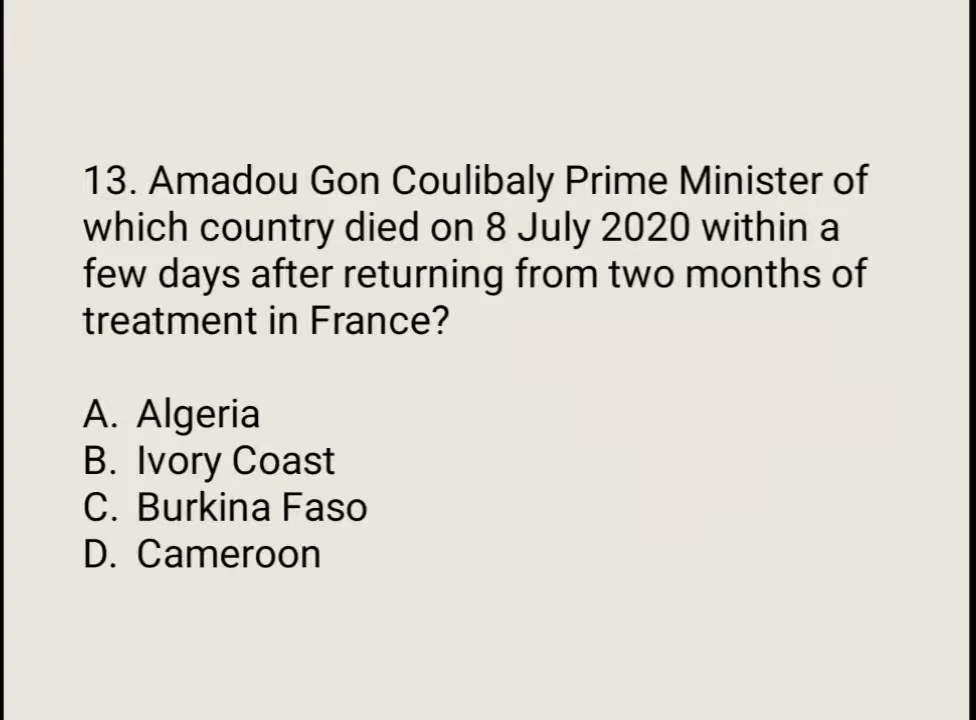 13. Amadou Gon Coulibaly Prime Minister of
which country died on 8 July 2020 within a
few days after returning from two months of
treatment in France?
A. Algeria
B. Ivory Coast
C. Burkina Faso
D. Cameroon